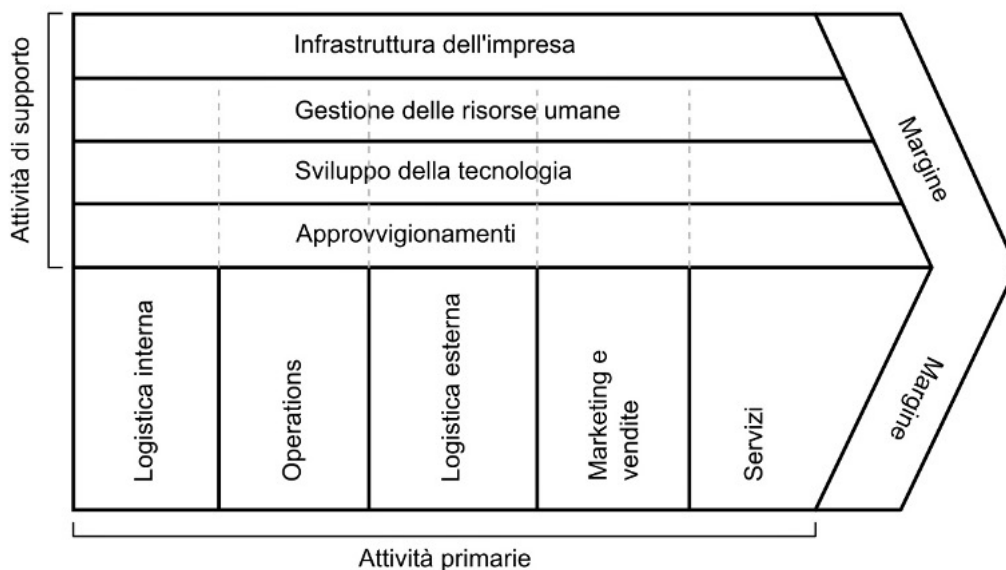 Attività di supporto
Infrastruttura dell'impresa
Gestione delle risorse umane
Sviluppo della tecnologia
Approvvigionamenti
Margine
Logistica interna
Operations
Logistica esterna
Marketing e
vendite
Servizi
Margine
Attività primarie